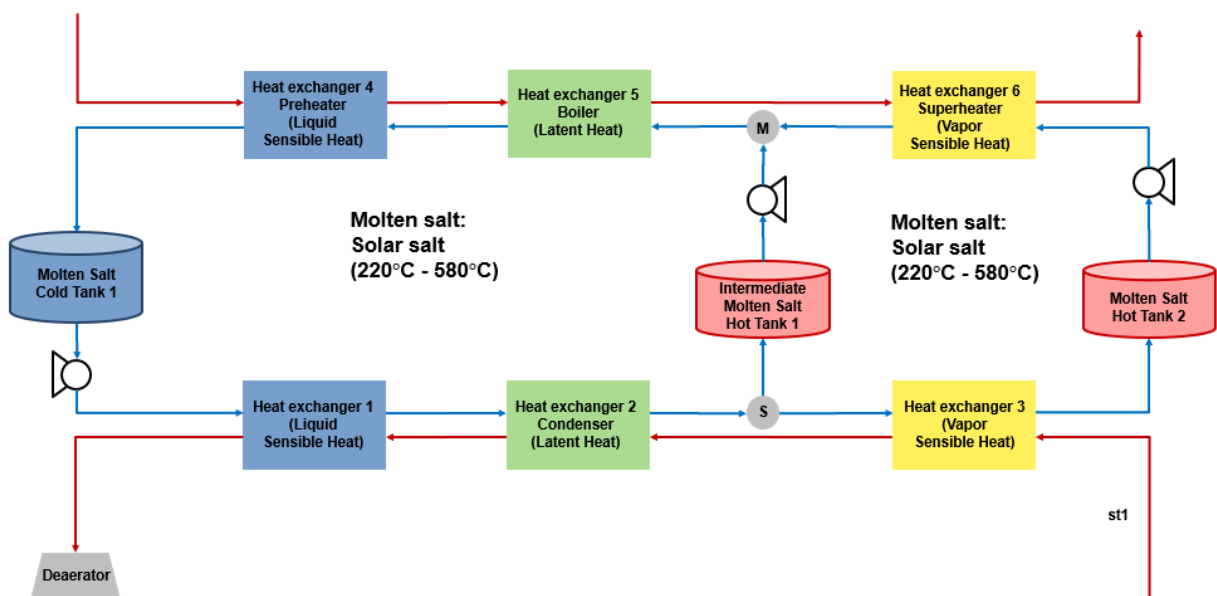 Heat exchanger 4
Preheater
(Liquid
Sensible Heat)
Heat exchanger 5
Boiler
(Latent Heat)
Heat exchanger 6
Superheater
(Vapor
Sensible Heat)
M
Molten salt:
Solar salt
(220°C - 580°C)
Molten salt:
Solar salt
(220°C - 580°C)
Molten Salt
Cold Tank 1
Intermediate
Molten Salt
Hot Tank 1
Molten Salt
Hot Tank 2
Heat exchanger 1
(Liquid
Sensible Heat)
Heat exchanger 2
Condenser
(Latent Heat)
S
Heat exchanger 3
(Vapor
Sensible Heat)
st1
Deaerator